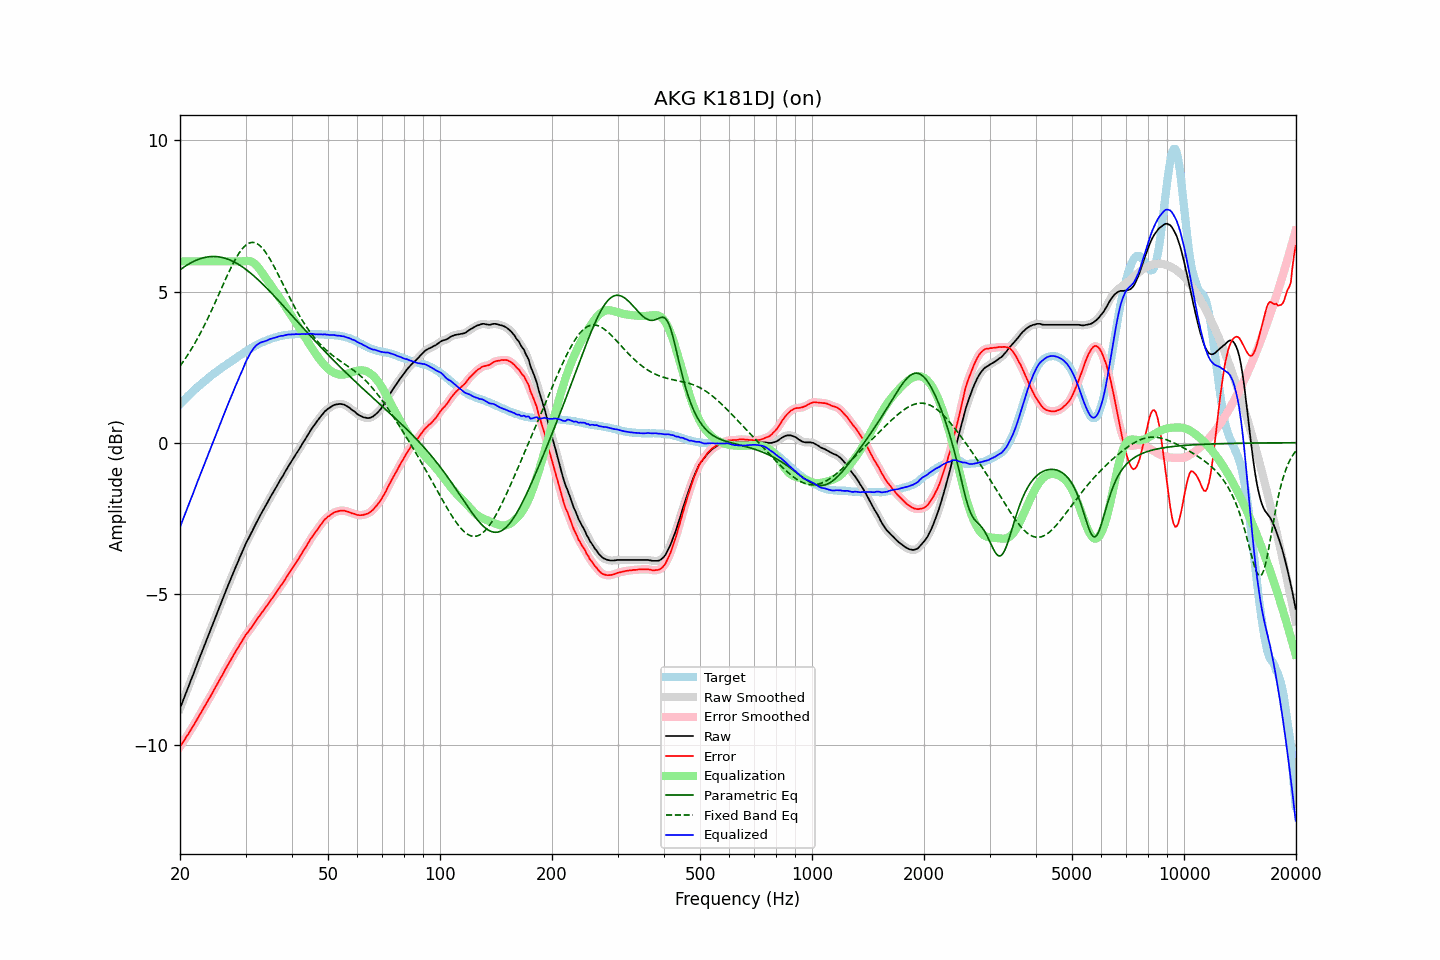 AKG K181DJ (on)
Amplitude (dBr)
10
5
0
−5
−10
Target
Raw Smoothed
Error Smoothed
Raw
Error
Equalization
Parametric Eq
Fixed Band Eq
Equalized
20 50 100 200 500 1000 2000 5000 10000 20000
Frequency (Hz)